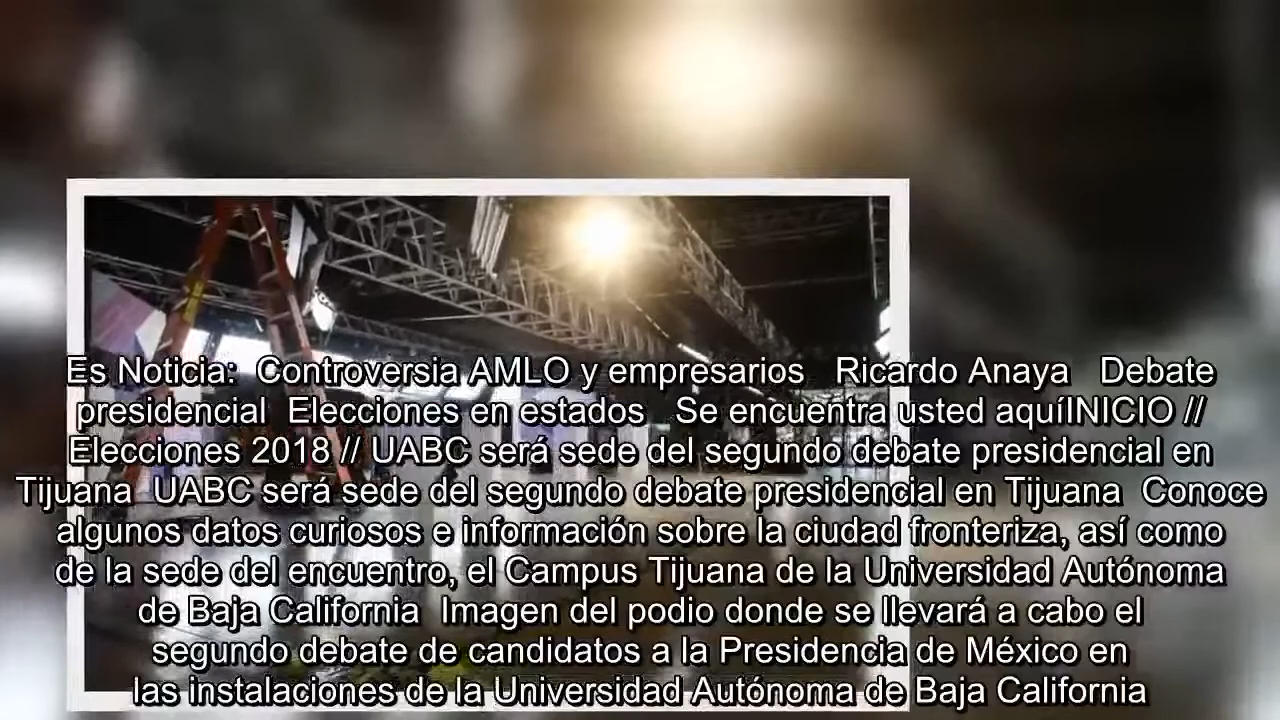 Es Noticia:  Controversia AMLO y empresarios   Ricardo Anaya   Debate
presidencial  Elecciones en estados   Se encuentra usted aquíINICIO //
Elecciones 2018 // UABC será sede del segundo debate presidencial en
Tijuana  UABC será sede del segundo debate presidencial en Tijuana  Conoce
algunos datos curiosos e información sobre la ciudad fronteriza, así como
de la sede del encuentro, el Campus Tijuana de la Universidad Autónoma
de Baja California  Imagen del podio donde se llevará a cabo el
segundo debate de candidatos a la Presidencia de México en
las instalaciones de la Universidad Autónoma de Baja California